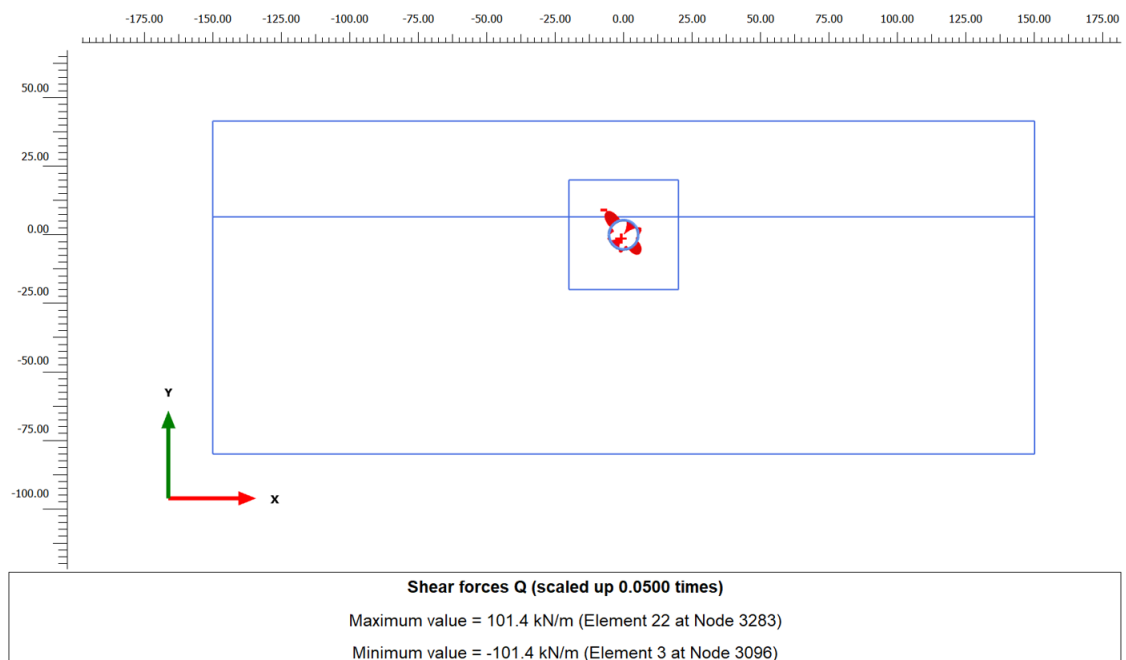 -175.00 -150.00 -125.00 -100.00 -75.00 -50.00 -25.00 0.00 25.00 50.00 75.00 100.00 125.00 150.00 175.00
50.00
25.00
0.00
-25.00
-50.00
-75.00
-100.00
Y
X
Shear forces Q (scaled up 0.0500 times)
Maximum value = 101.4 kN/m (Element 22 at Node 3283)
Minimum value = -101.4 kN/m (Element 3 at Node 3096)